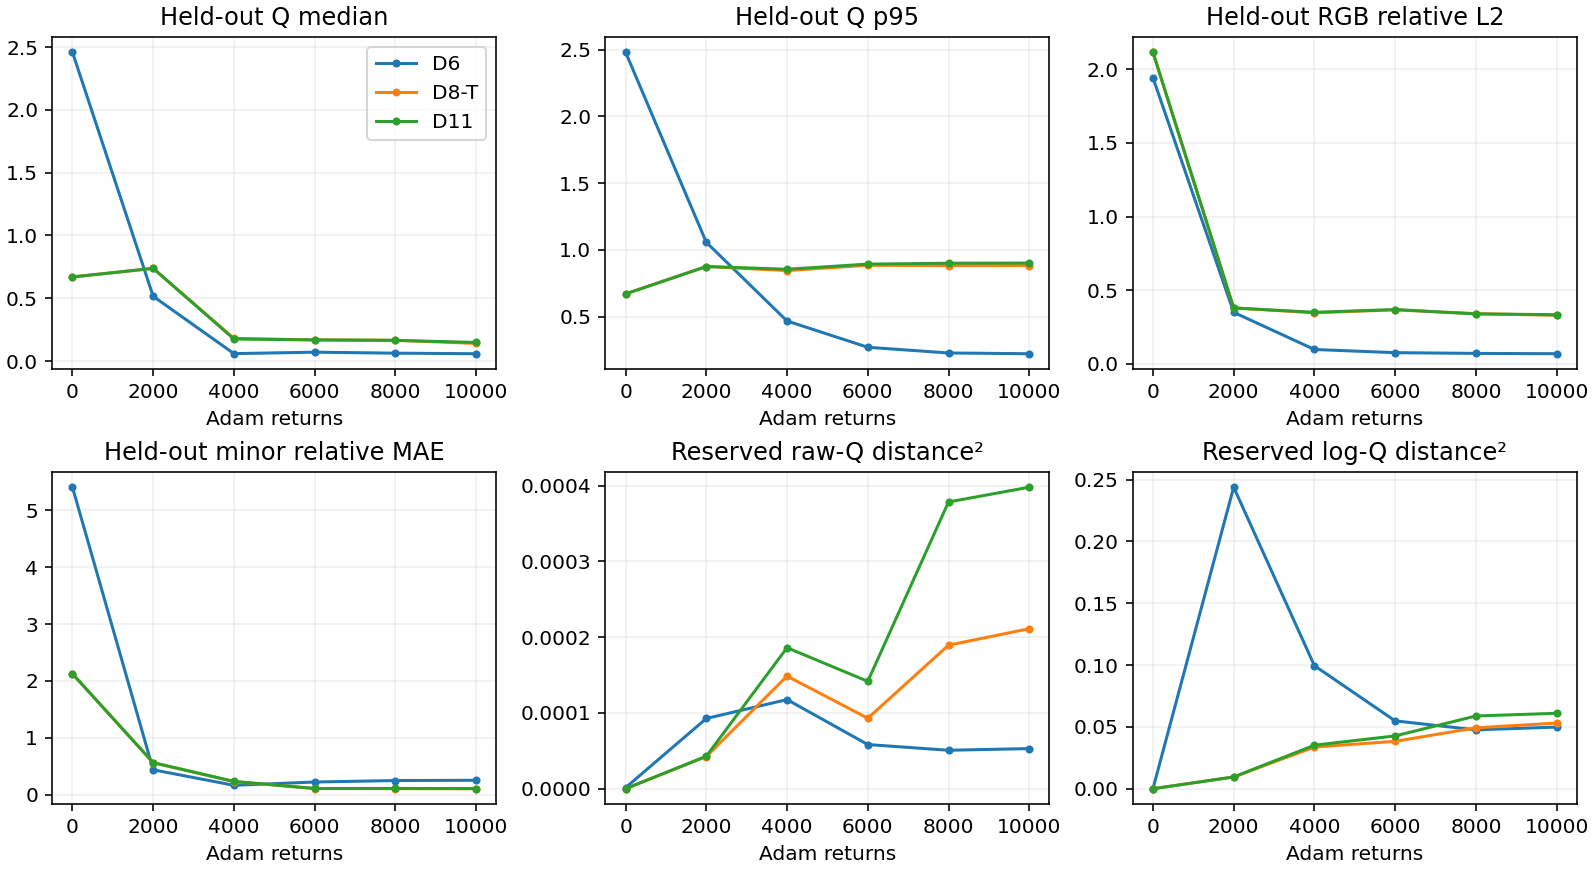 Held-out Q median
2.5
2.0
1.5
1.0
0.5
0.0
D6
D8-T
D11
0 2000 4000 6000 8000 10000
Adam returns
Held-out Q p95
2.5
2.0
1.5
1.0
0.5
0 2000 4000 6000 8000 10000
Adam returns
Held-out RGB relative L2
2.0
1.5
1.0
0.5
0.0
0 2000 4000 6000 8000 10000
Adam returns
Held-out minor relative MAE
5
4
3
2
1
0
0 2000 4000 6000 8000 10000
Adam returns
Reserved raw-Q distance²
0.0004
0.0003
0.0002
0.0001
0.0000
0 2000 4000 6000 8000 10000
Adam returns
Reserved log-Q distance²
0.25
0.20
0.15
0.10
0.05
0.00
0 2000 4000 6000 8000 10000
Adam returns